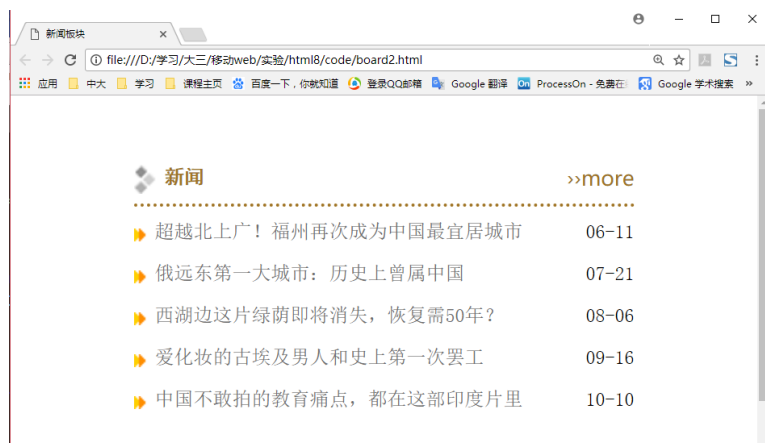 新闻板块
file:///D:/学习/大三/移动web/实验/html8/code/board2.html
应用 中大 学习 课程主页 百度一下，你就知道 登录QQ邮箱 Google 翻译 ProcessOn - 免费在 Google 学术搜索 »
新闻 ››more
超越北上广！福州再次成为中国最宜居城市 06-11
俄远东第一大城市：历史上曾属中国 07-21
西湖边这片绿荫即将消失，恢复需50年？ 08-06
爱化妆的古埃及男人和史上第一次罢工 09-16
中国不敢拍的教育痛点，都在这部印度片里 10-10